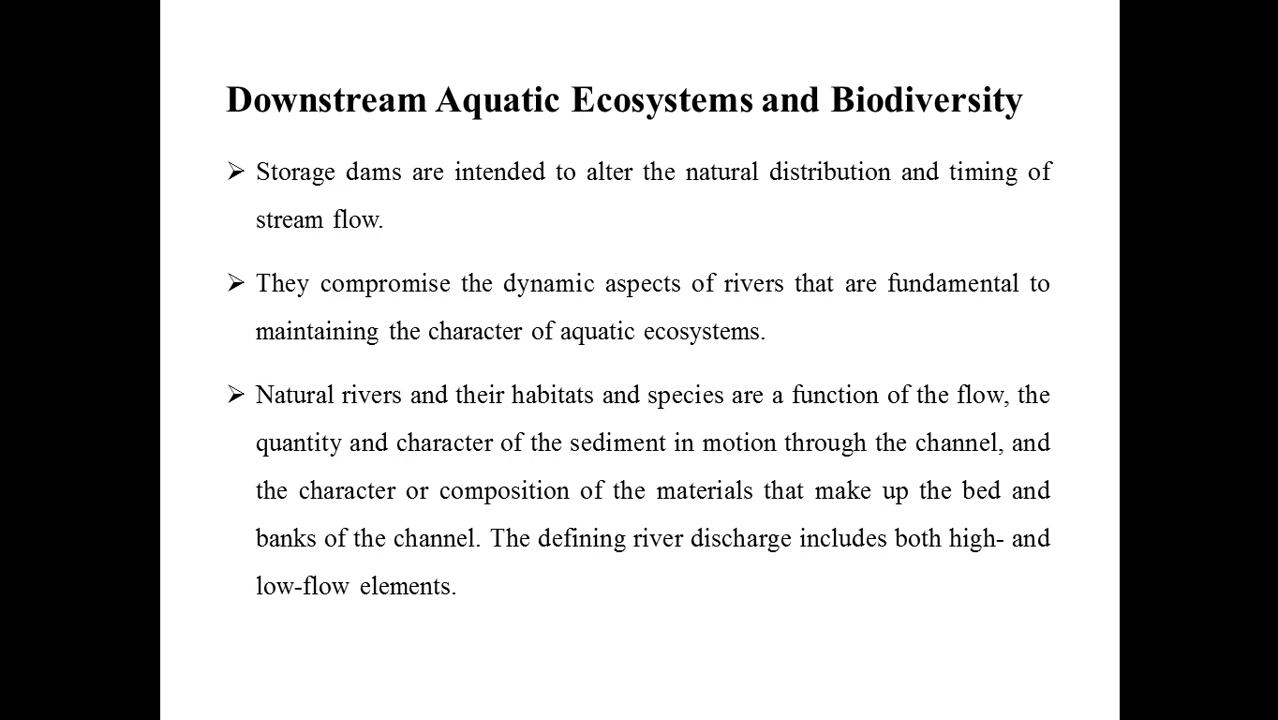 Downstream Aquatic Ecosystems and Biodiversity
➢ Storage dams are intended to alter the natural distribution and timing of
stream flow.
➢ They compromise the dynamic aspects of rivers that are fundamental to
maintaining the character of aquatic ecosystems.
➢ Natural rivers and their habitats and species are a function of the flow, the
quantity and character of the sediment in motion through the channel, and
the character or composition of the materials that make up the bed and
banks of the channel. The defining river discharge includes both high- and
low-flow elements.